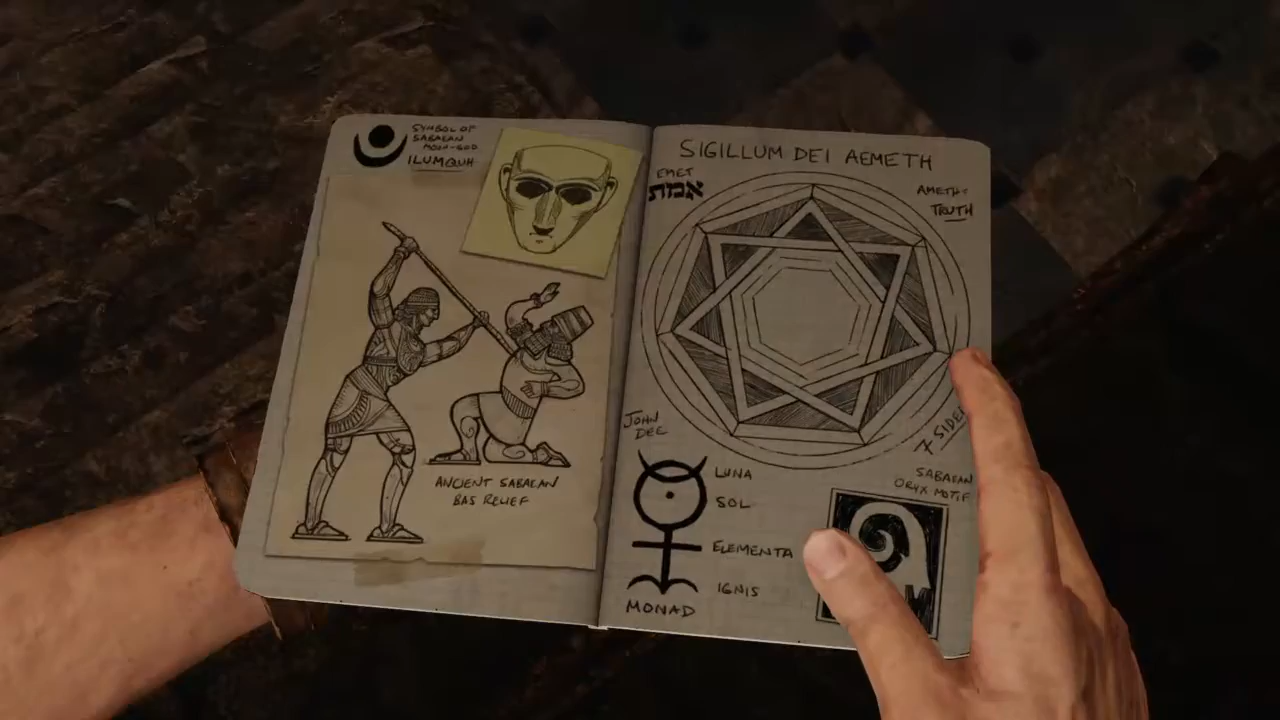 SYMBOL OF
SABAEAN
MOON-GOD
ILUMQUH
ANCIENT SABAEAN
BAS RELIEF
SIGILLUM DEI AEMETH
EMET
אמת
AMETH=
TRUTH
7 SIDES
JOHN
DEE
LUNA
SOL
ELEMENTA
IGNIS
MONAD
SABAEAN
ORYX MOTIF